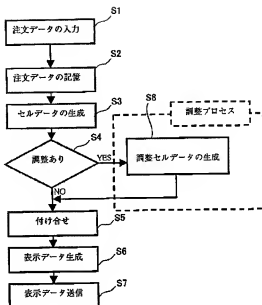 S1
注文データの入力
S2
注文データの記憶
S3
セルデータの生成
S4
調整あり
YES
NO
S8
調整プロセス
調整セルデータの生成
付け合せ
S5
表示データ生成
S6
表示データ送信
S7